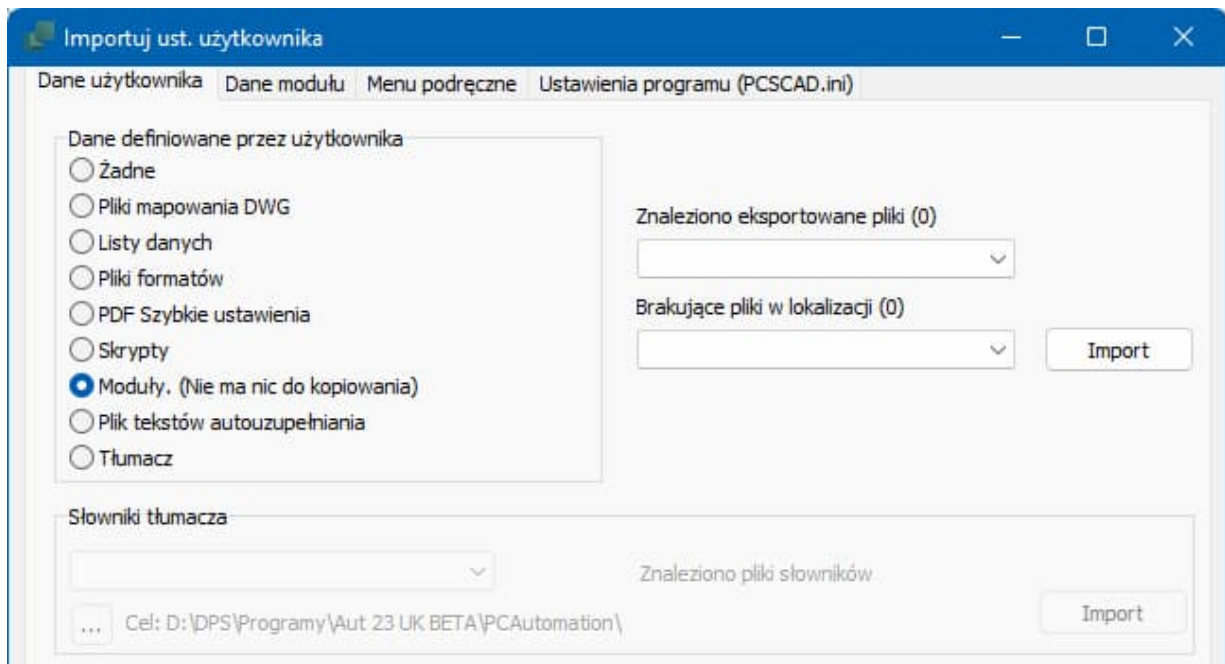 Importuj ust. użytkownika
Dane użytkownika Dane modułu Menu podręczne Ustawienia programu (PCSCAD.ini)
Dane definiowane przez użytkownika
Żadne
Pliki mapowania DWG
Listy danych
Pliki formatów
PDF Szybkie ustawienia
Skrypty
Moduły. (Nie ma nic do kopiowania)
Plik tekstów autouzupełniania
Tłumacz
Znaleziono eksportowane pliki (0)
Brakujące pliki w lokalizacji (0)
Import
Słowniki tłumacza
Znaleziono pliki słowników
... Cel: D:\DPS\Programy\Aut 23 UK BETA\PCAutomation\
Import